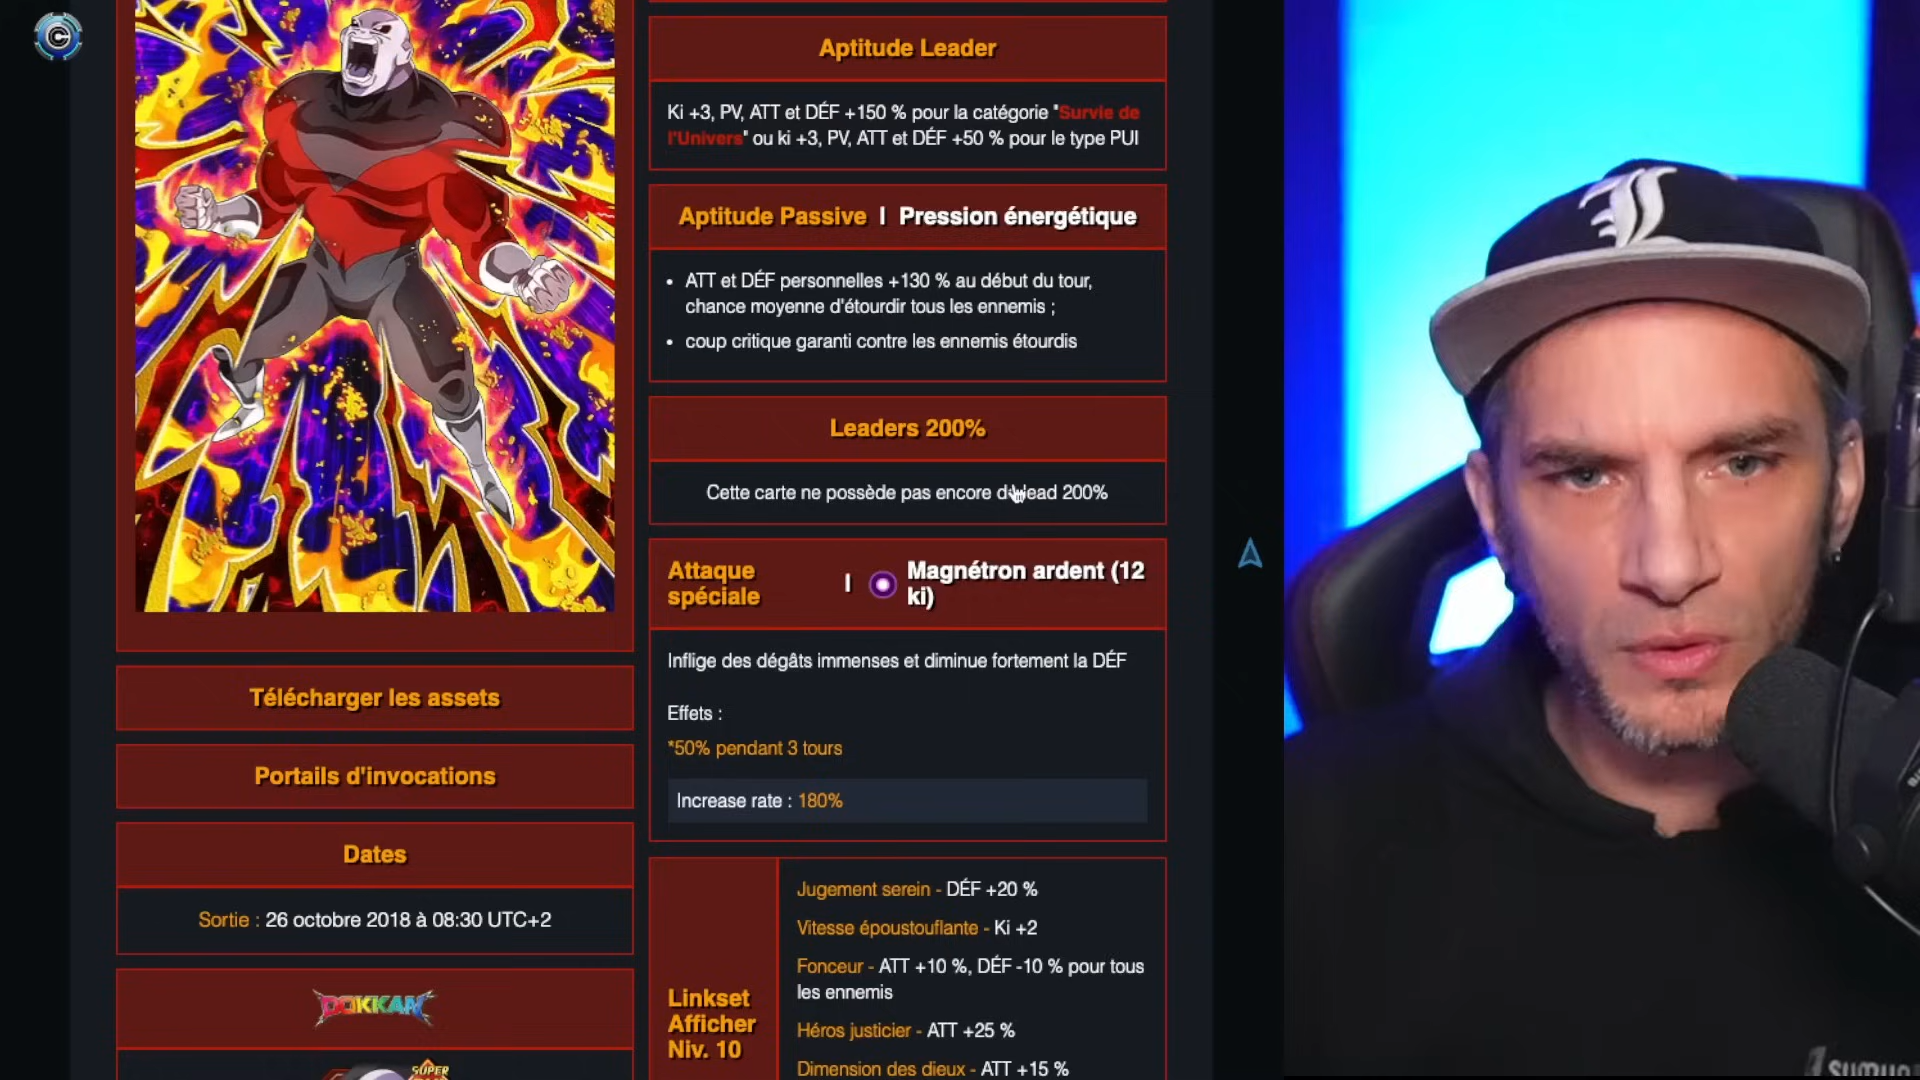 Aptitude Leader
Ki +3, PV, ATT et DÉF +150 % pour la catégorie "Survie de
l'Univers" ou ki +3, PV, ATT et DÉF +50 % pour le type PUI
Aptitude Passive | Pression énergétique
• ATT et DÉF personnelles +130 % au début du tour,
chance moyenne d'étourdir tous les ennemis ;
• coup critique garanti contre les ennemis étourdis
Leaders 200%
Cette carte ne possède pas encore lead 200%
Attaque
spéciale
|
Magnétron ardent (12
ki)
Inflige des dégâts immenses et diminue fortement la DÉF
Effets :
*50% pendant 3 tours
Increase rate : 180%
Linkset
Afficher
Niv. 10
Jugement serein - DÉF +20 %
Vitesse époustouflante - Ki +2
Fonceur - ATT +10 %, DÉF -10 % pour tous
les ennemis
Héros justicier - ATT +25 %
Dimension des dieux - ATT +15 %
Télécharger les assets
Portails d'invocations
Dates
Sortie : 26 octobre 2018 à 08:30 UTC+2
DOKKAN
SUPER